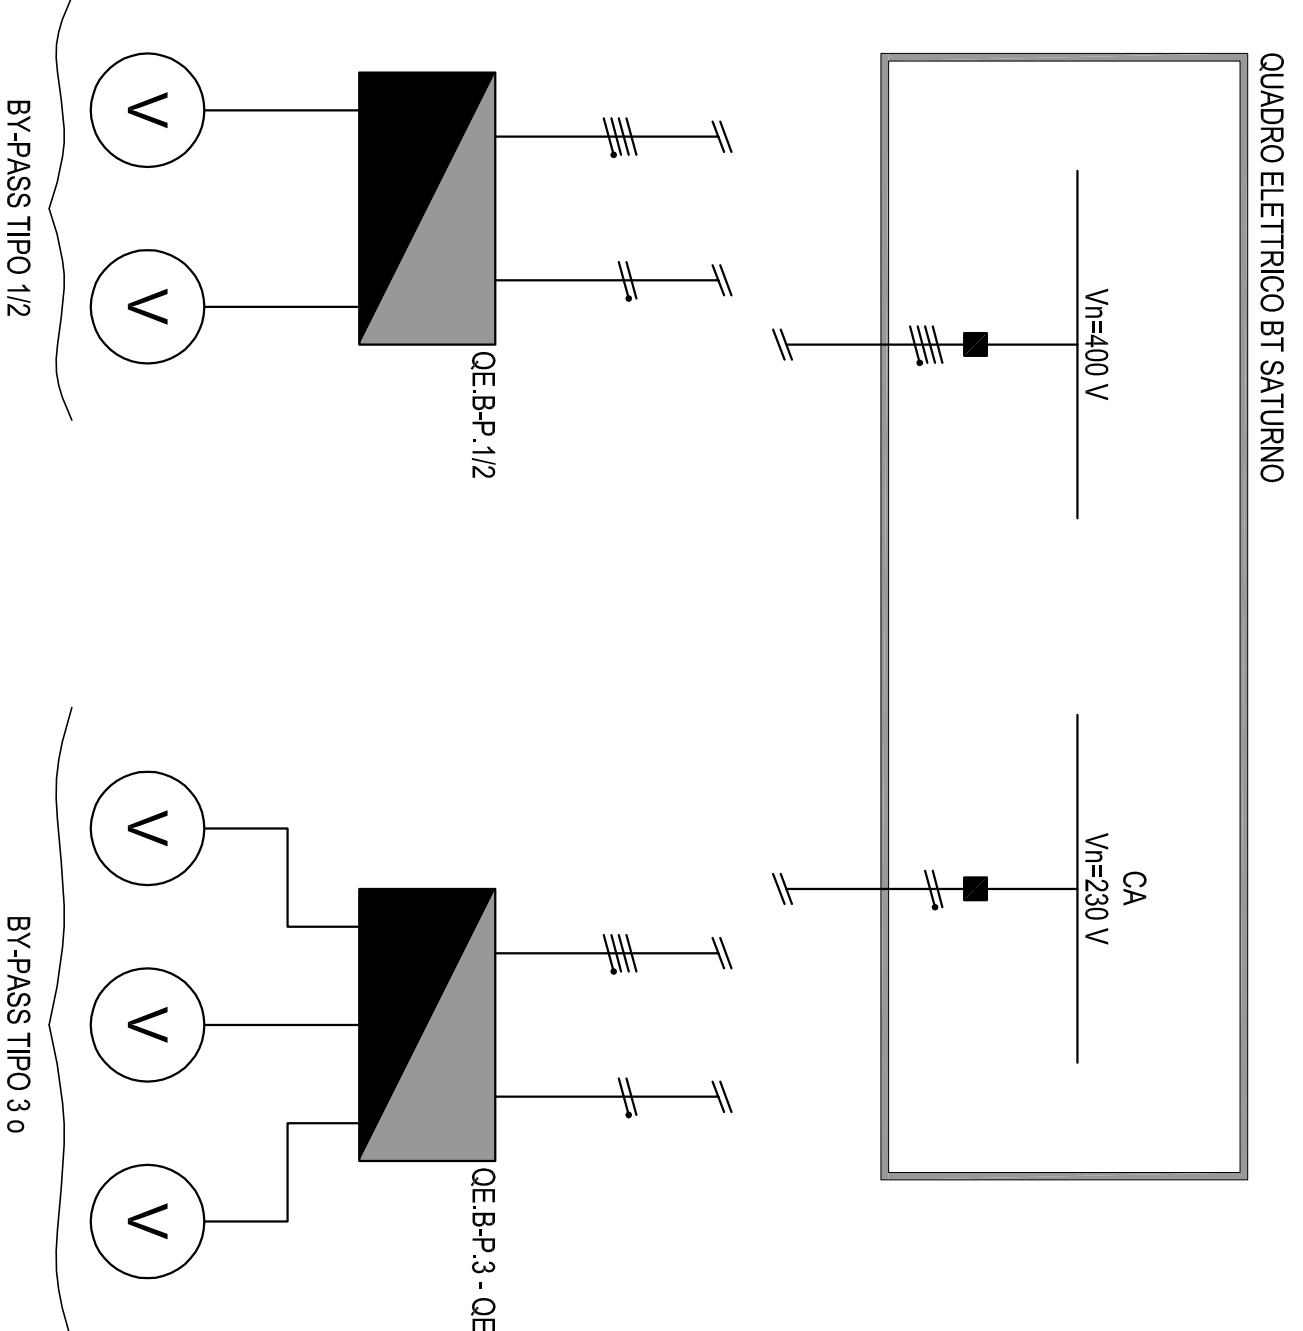 QUADRO ELETTRICO BT SATURNO
Vn=400 V
CA
Vn=230 V
QE.B-P.1/2
QE.B-P.3 - QE
V
V
V
V
V
BY-PASS TIPO 1/2
BY-PASS TIPO 3 o